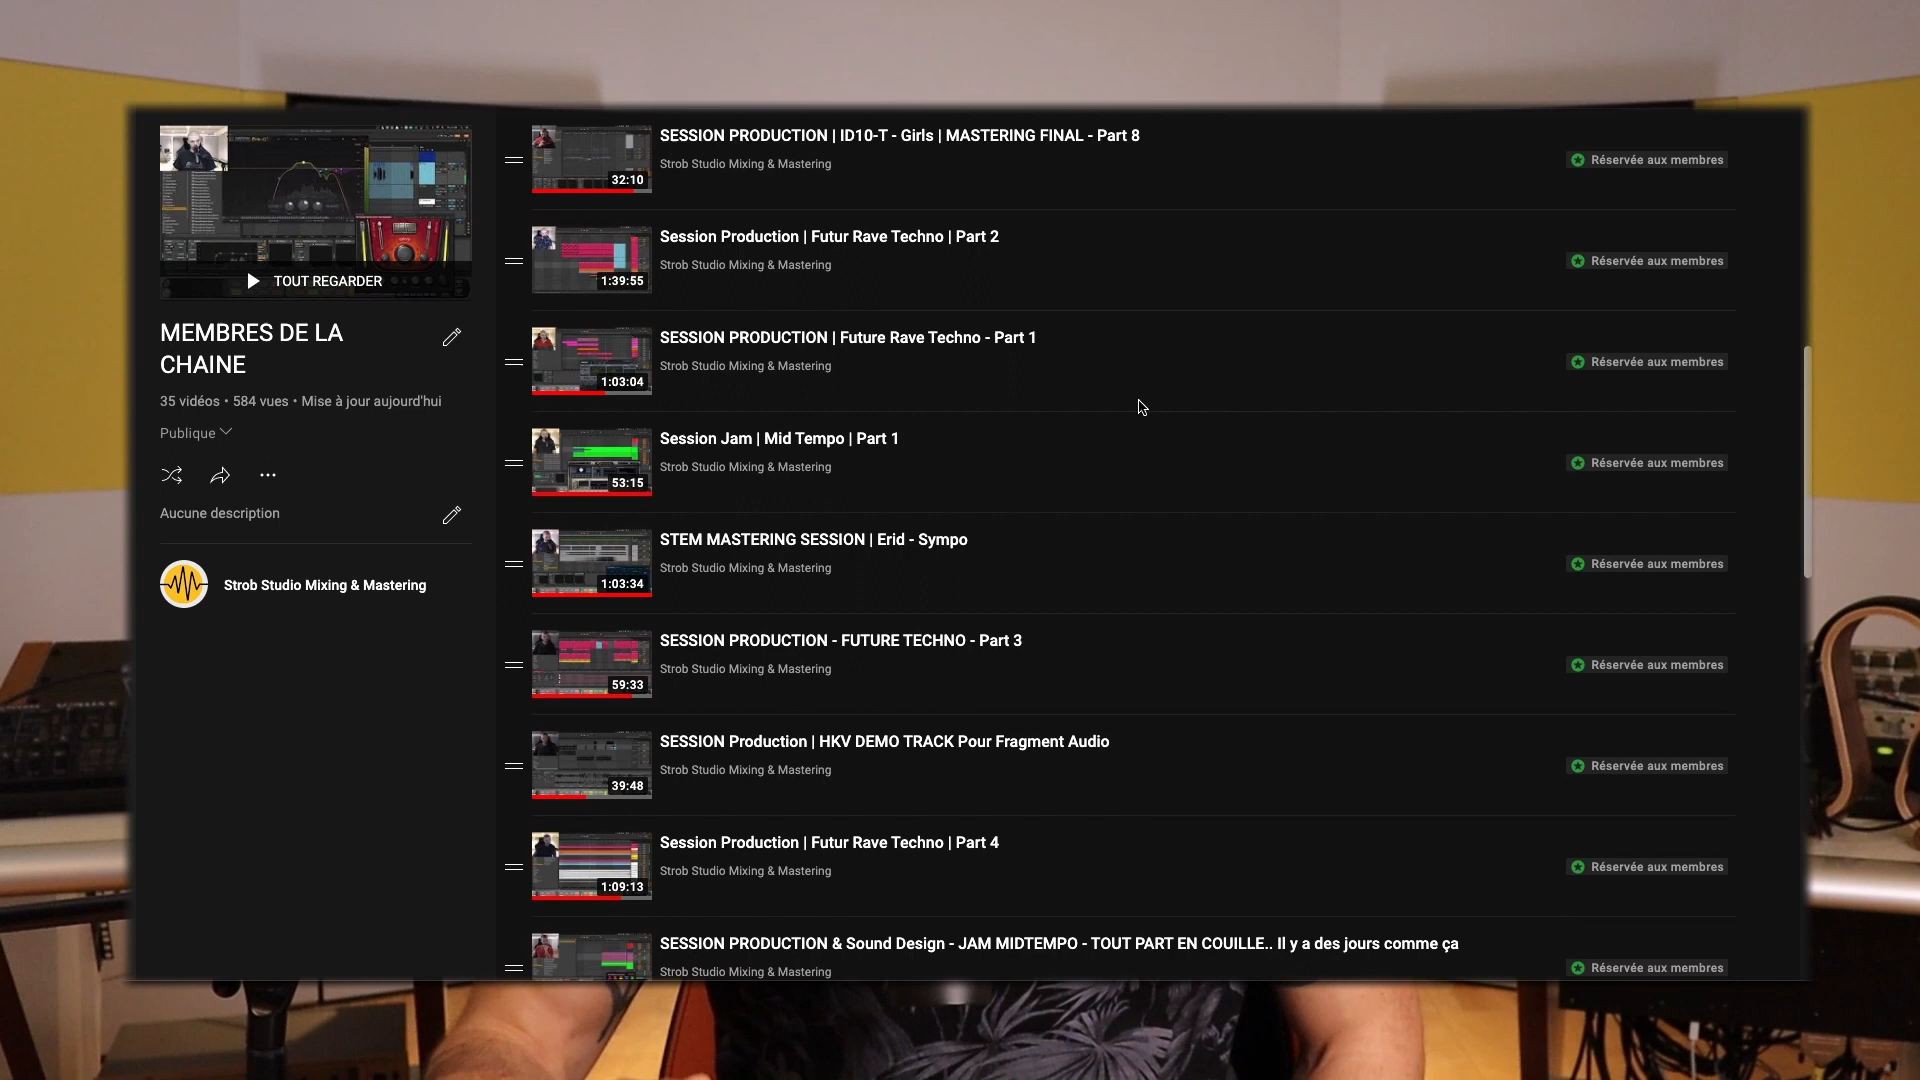 TOUT REGARDER
MEMBRES DE LA
CHAINE
35 vidéos • 584 vues • Mise à jour aujourd'hui
Publique
Aucune description
Strob Studio Mixing & Mastering
SESSION PRODUCTION | ID10-T - Girls | MASTERING FINAL - Part 8
Strob Studio Mixing & Mastering
32:10
Réservée aux membres
Session Production | Futur Rave Techno | Part 2
Strob Studio Mixing & Mastering
1:39:55
Réservée aux membres
SESSION PRODUCTION | Future Rave Techno - Part 1
Strob Studio Mixing & Mastering
1:03:04
Réservée aux membres
Session Jam | Mid Tempo | Part 1
Strob Studio Mixing & Mastering
53:15
Réservée aux membres
STEM MASTERING SESSION | Erid - Sympo
Strob Studio Mixing & Mastering
1:03:34
Réservée aux membres
SESSION PRODUCTION - FUTURE TECHNO - Part 3
Strob Studio Mixing & Mastering
59:33
Réservée aux membres
SESSION Production | HKV DEMO TRACK Pour Fragment Audio
Strob Studio Mixing & Mastering
39:48
Réservée aux membres
Session Production | Futur Rave Techno | Part 4
Strob Studio Mixing & Mastering
1:09:13
Réservée aux membres
SESSION PRODUCTION & Sound Design - JAM MIDTEMPO - TOUT PART EN COUILLE.. Il y a des jours comme ça
Strob Studio Mixing & Mastering
Réservée aux membres